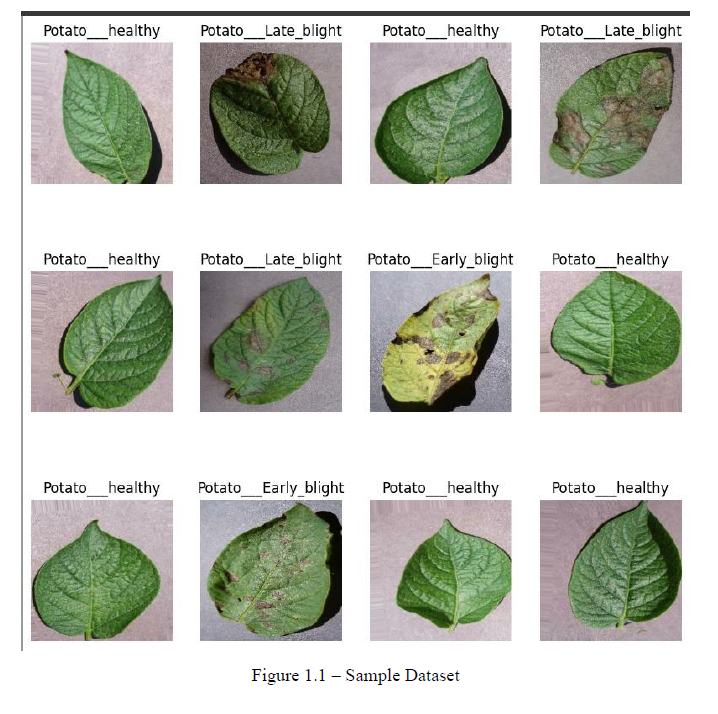 Potato___healthy Potato___Late_blight Potato___healthy Potato___Late_blight
Potato___healthy Potato___Late_blight Potato___Early_blight Potato___healthy
Potato___healthy Potato___Early_blight Potato___healthy Potato___healthy
Figure 1.1 – Sample Dataset